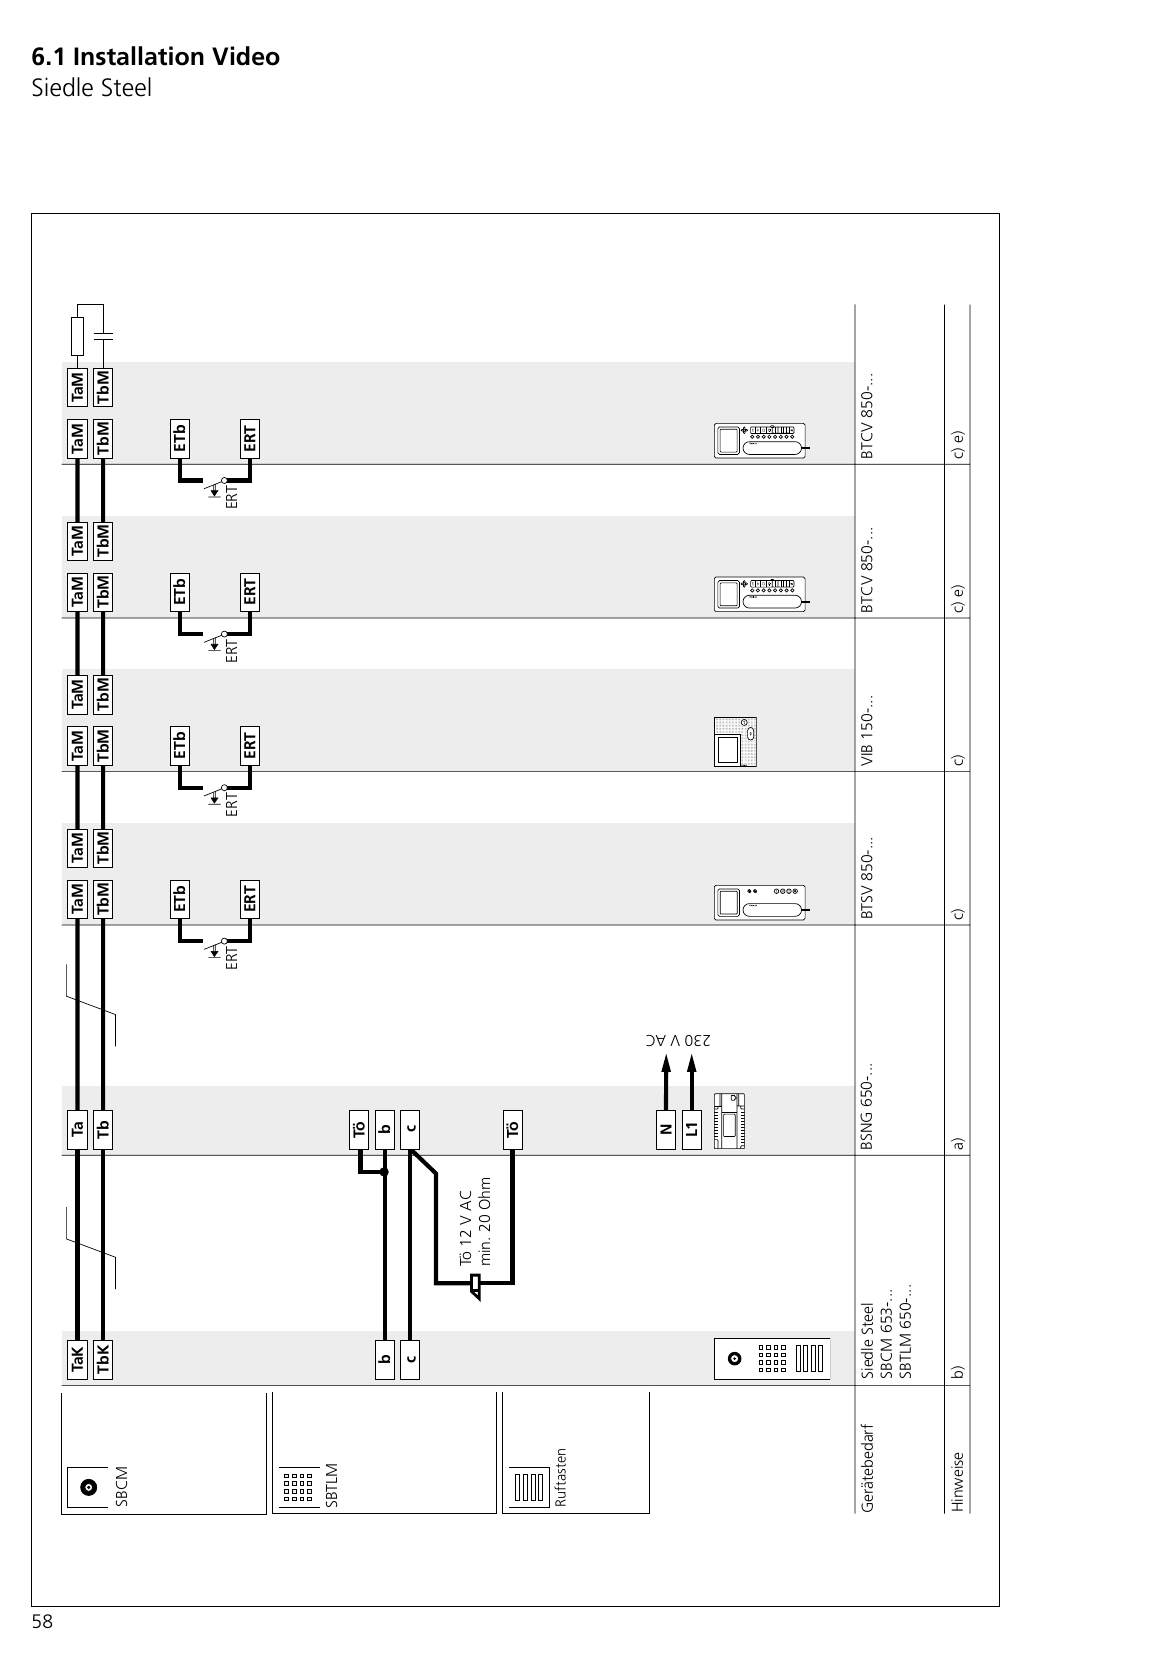 6.1 Installation Video
Siedle Steel
SBCM
SBTLM
Ruftasten
Gerätebedarf
Hinweise
TaK
TbK
b
c
Siedle Steel
SBCM 653-...
SBTLM 650-...
b)
Tö 12 V AC
min. 20 Ohm
Ta
Tb
Tö
b
c
Tö
N
L1
230 V AC
BSNG 650-...
a)
ERT
TaM
TbM
ETb
ERT
TaM
TbM
BTSV 850-...
c)
ERT
TaM
TbM
ETb
ERT
TaM
TbM
VIB 150-...
c)
ERT
TaM
TbM
ETb
ERT
TaM
TbM
BTCV 850-...
c) e)
ERT
TaM
TbM
ETb
ERT
TaM
TbM
BTCV 850-...
c) e)
58